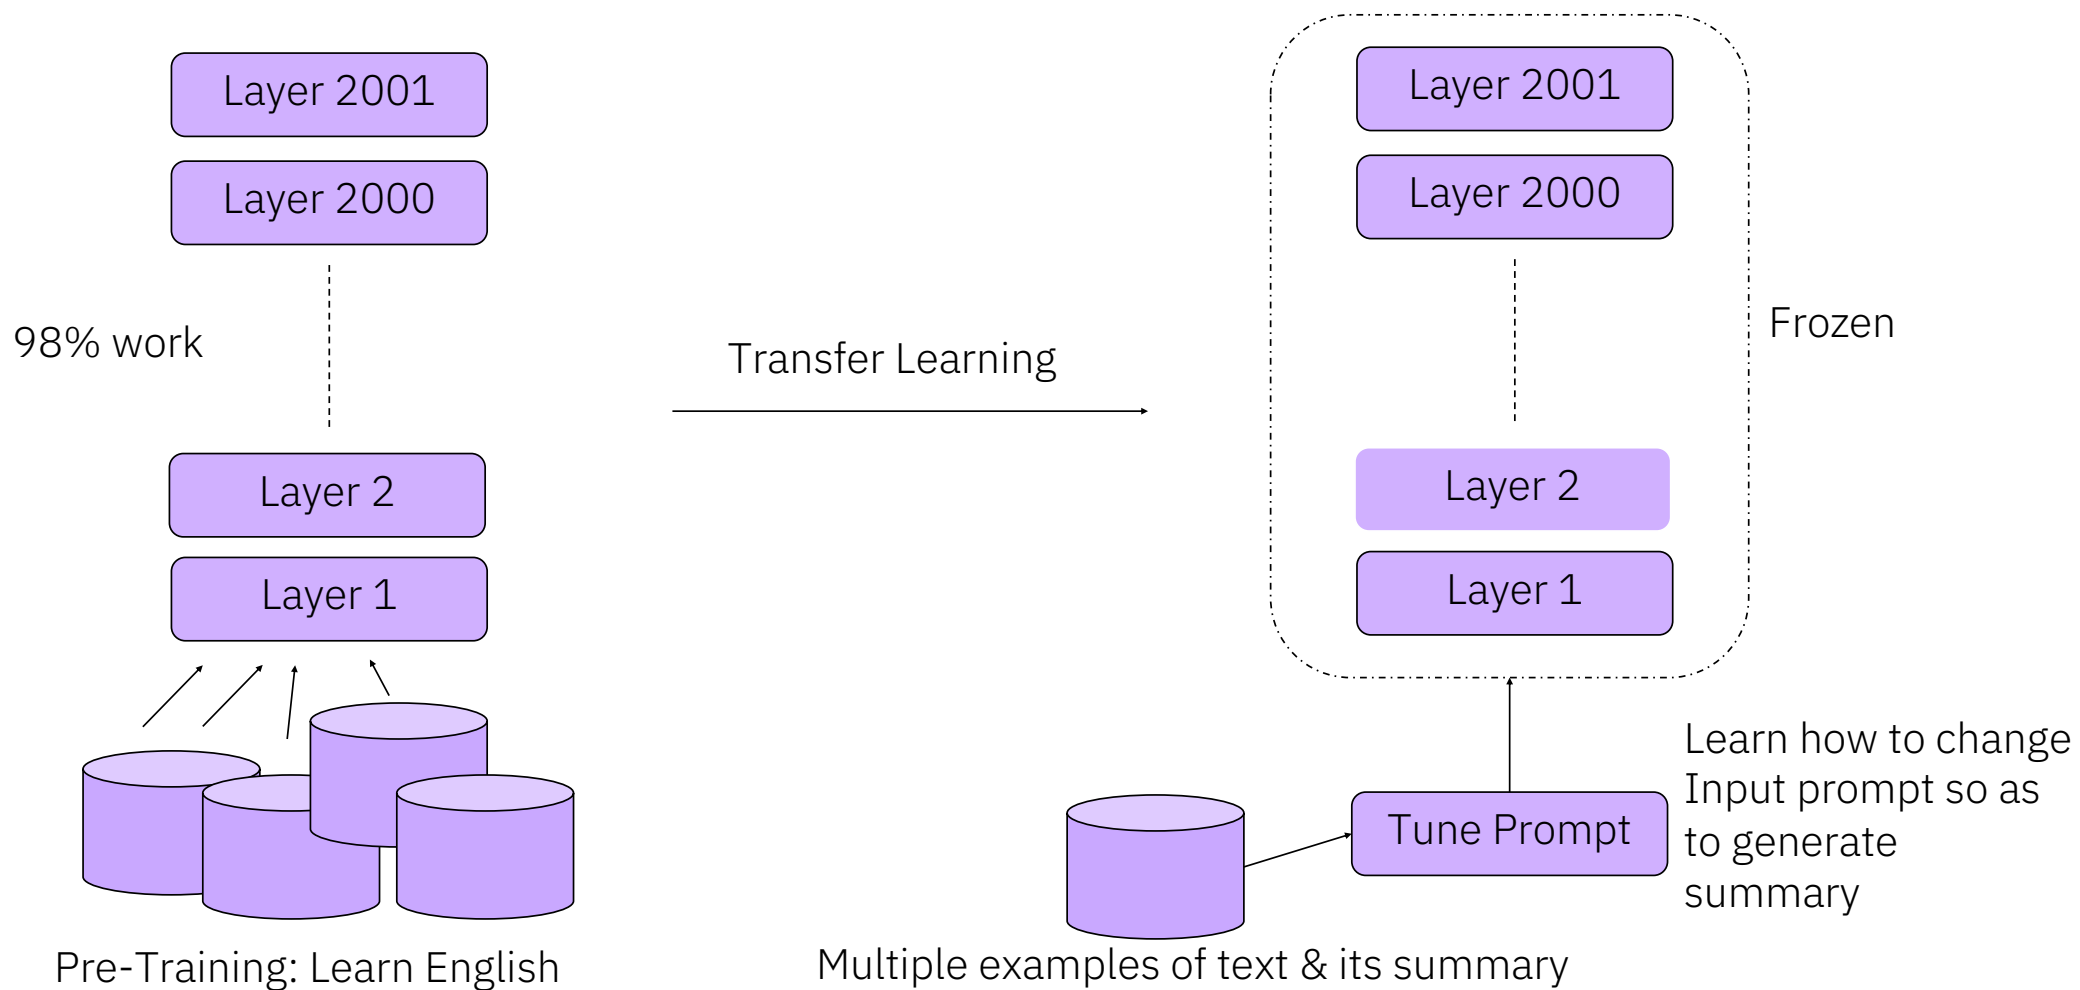 Layer 2001
Layer 2000
98% work
Layer 2
Layer 1
Pre-Training: Learn English
Transfer Learning
Layer 2001
Layer 2000
Frozen
Layer 2
Layer 1
Tune Prompt
Learn how to change
Input prompt so as
to generate
summary
Multiple examples of text & its summary